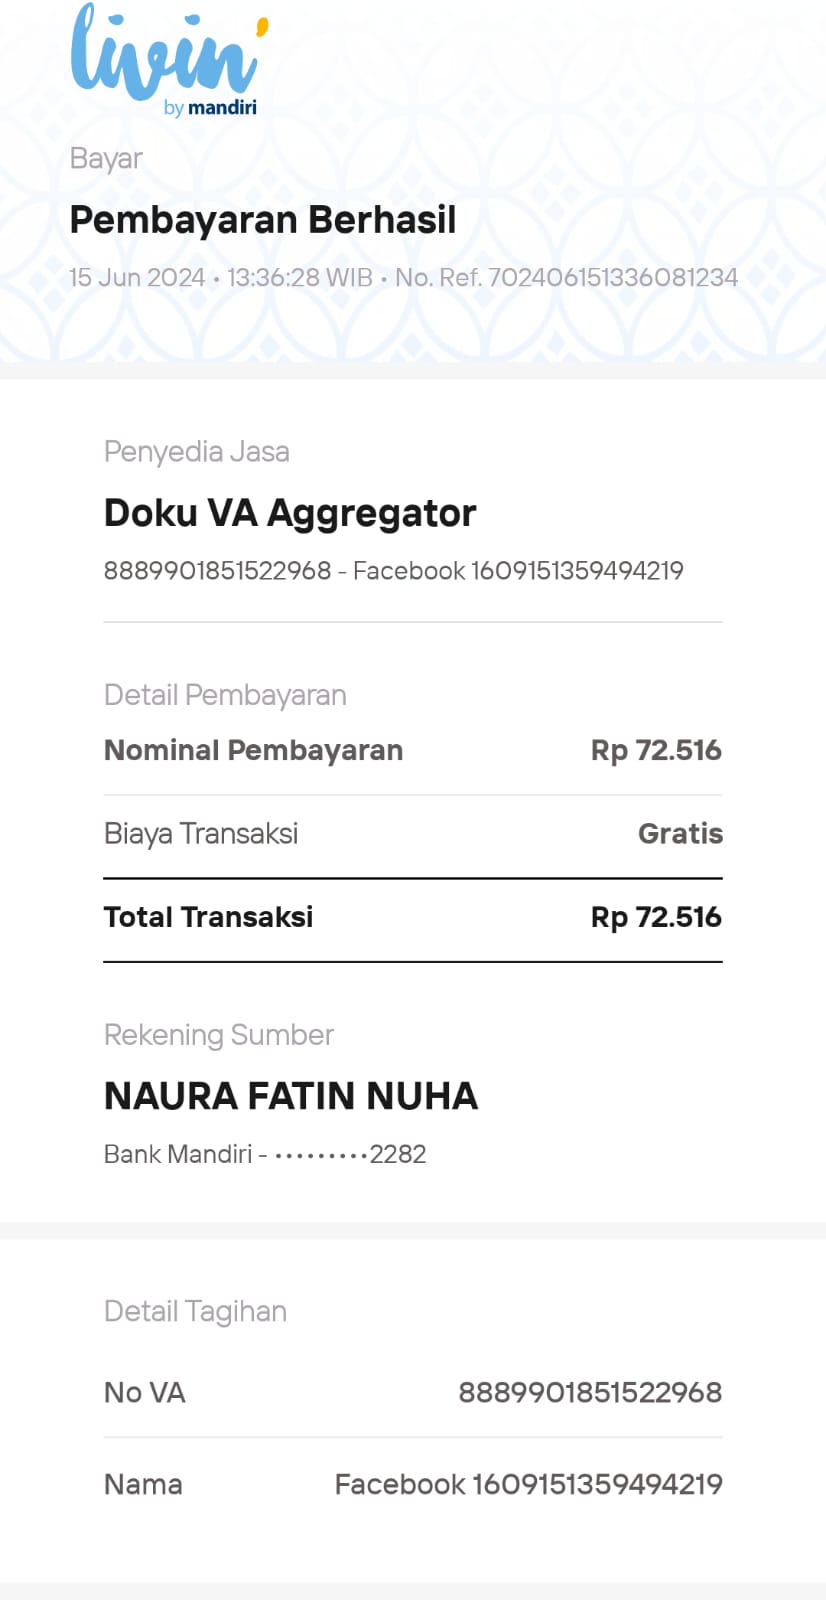 livin'
by mandiri
Bayar
Pembayaran Berhasil
15 Jun 2024 • 13:36:28 WIB • No. Ref. 702406151336081234
Penyedia Jasa
Doku VA Aggregator
8889901851522968 - Facebook 1609151359494219
Detail Pembayaran
Nominal Pembayaran Rp 72.516
Biaya Transaksi Gratis
Total Transaksi Rp 72.516
Rekening Sumber
NAURA FATIN NUHA
Bank Mandiri - •••••••••2282
Detail Tagihan
No VA 8889901851522968
Nama Facebook 1609151359494219